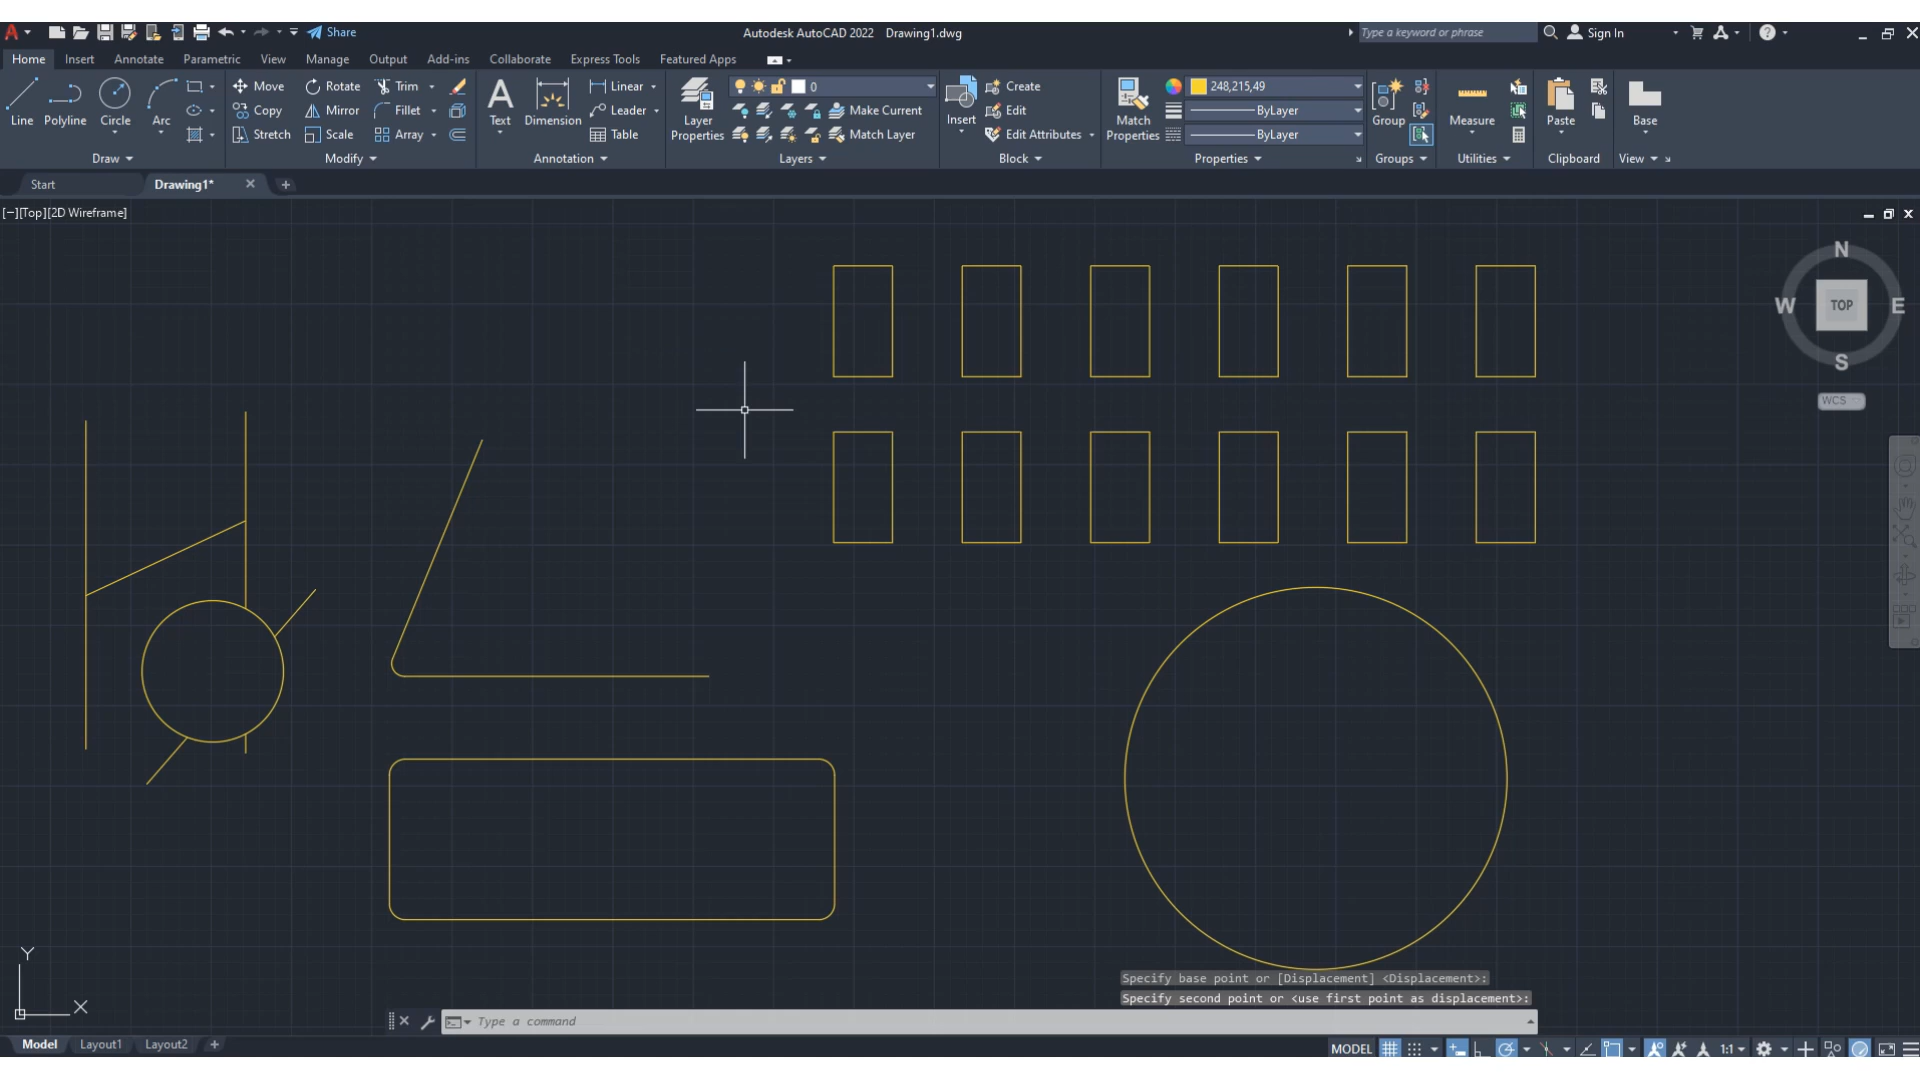 Share
Autodesk AutoCAD 2022 Drawing1.dwg
Type a keyword or phrase
Sign In
Home Insert Annotate Parametric View Manage Output Add-ins Collaborate Express Tools Featured Apps
Line Polyline Circle Arc
Move Rotate Trim
Copy Mirror Fillet
Stretch Scale Array
Text Dimension
Linear
Leader
Table
Layer Properties
0
Make Current
Match Layer
Insert
Create
Edit
Edit Attributes
Match Properties
248,215,49
ByLayer
ByLayer
Group
Measure
Paste
Base
Draw Modify Annotation Layers Block Properties Groups Utilities Clipboard View
Start Drawing1*
[−][Top][2D Wireframe]
N
W TOP E
S
WCS
Y
X
Specify base point or [Displacement] <Displacement>:
Specify second point or <use first point as displacement>:
Type a command
Model Layout1 Layout2
MODEL 1:1